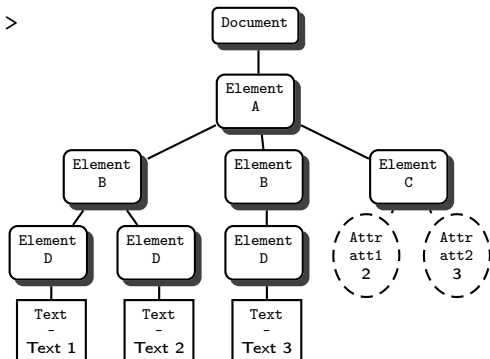 >
Document
Element
A
Element
B
Element
B
Element
C
Element
D
Element
D
Element
D
Attr
att1
2
Attr
att2
3
Text
-
Text 1
Text
-
Text 2
Text
-
Text 3